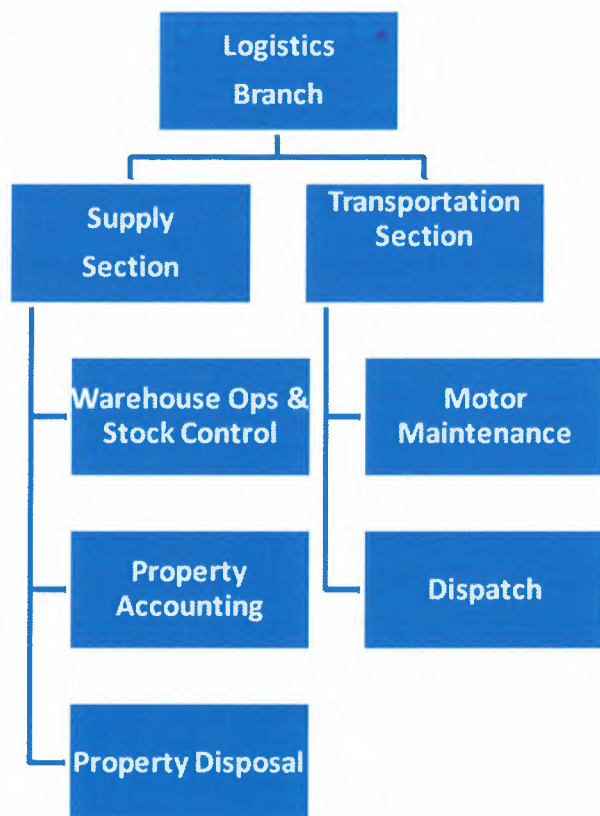 Logistics
Branch
Supply
Section
Transportation
Section
Warehouse Ops &
Stock Control
Motor
Maintenance
Property
Accounting
Dispatch
Property Disposal